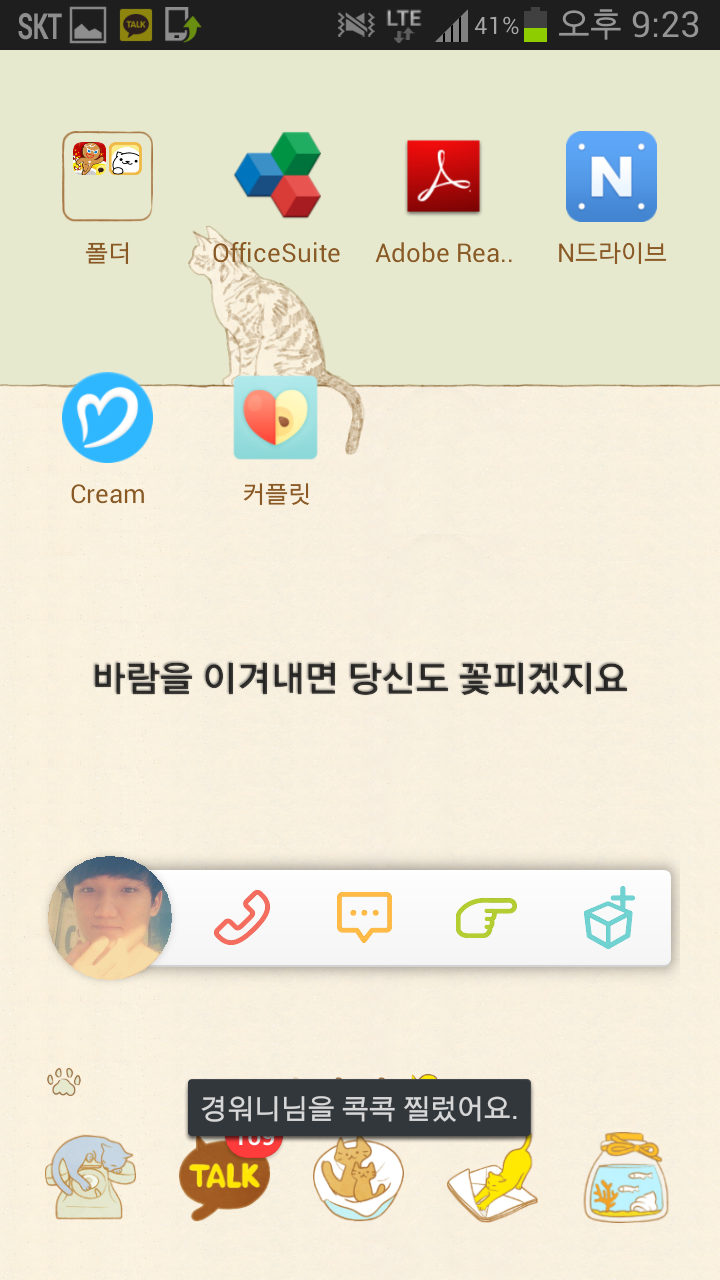 SKT TALK LTE 41% 오후 9:23
폴더 OfficeSuite Adobe Rea.. N드라이브
N
Cream 커플릿
바람을 이겨내면 당신도 꽃피겠지요
경워니님을 콕콕 찔렀어요.
169
TALK